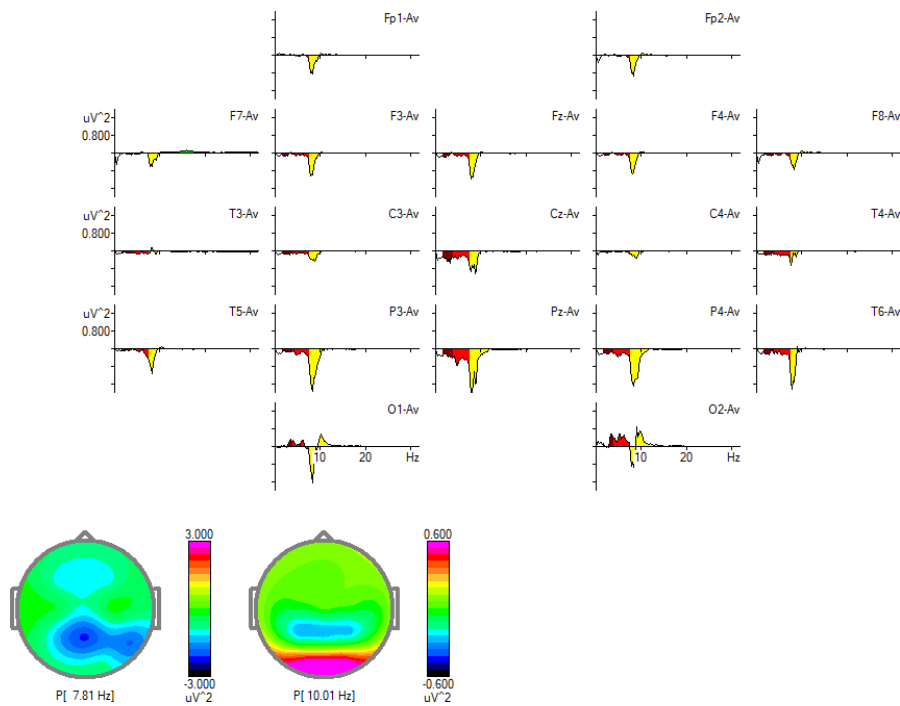 Fp1-Av Fp2-Av
uV^2 F7-Av F3-Av Fz-Av F4-Av F8-Av
0.800
uV^2 T3-Av C3-Av Cz-Av C4-Av T4-Av
0.800
uV^2 T5-Av P3-Av Pz-Av P4-Av T6-Av
0.800
O1-Av O2-Av
10 20 Hz 10 20 Hz
3.000 0.600
-3.000 -0.600
P[ 7.81 Hz] uV^2 P[ 10.01 Hz] uV^2